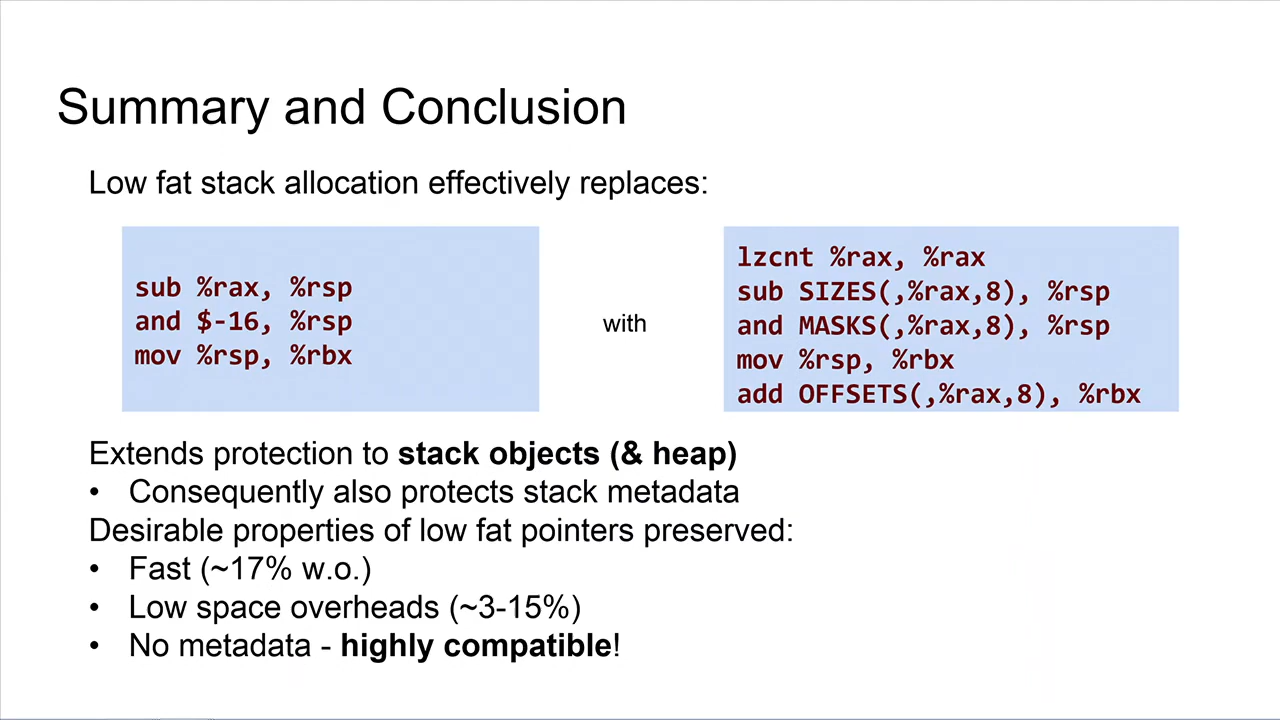 Summary and Conclusion
Low fat stack allocation effectively replaces:
sub %rax, %rsp
and $-16, %rsp
mov %rsp, %rbx
with
lzcnt %rax, %rax
sub SIZES(,%rax,8), %rsp
and MASKS(,%rax,8), %rsp
mov %rsp, %rbx
add OFFSETS(,%rax,8), %rbx
Extends protection to stack objects (& heap)
• Consequently also protects stack metadata
Desirable properties of low fat pointers preserved:
• Fast (~17% w.o.)
• Low space overheads (~3-15%)
• No metadata - highly compatible!